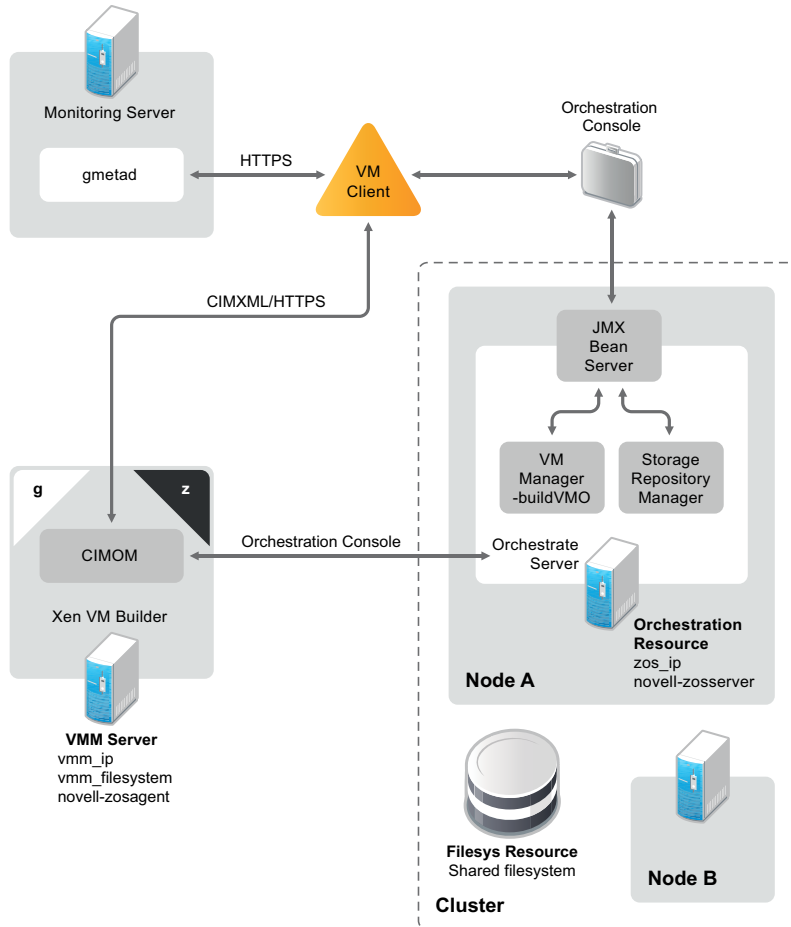 Monitoring Server
gmetad
HTTPS
VM
Client
Orchestration
Console
CIMXML/HTTPS
JMX
Bean
Server
VM
Manager
-buildVMO
Storage
Repository
Manager
g
z
CIMOM
Orchestration Console
Orchestrate
Server
Xen VM Builder
Orchestration
Resource
zos_ip
novell-zosserver
Node A
VMM Server
vmm_ip
vmm_filesystem
novell-zosagent
Filesys Resource
Shared filesystem
Node B
Cluster